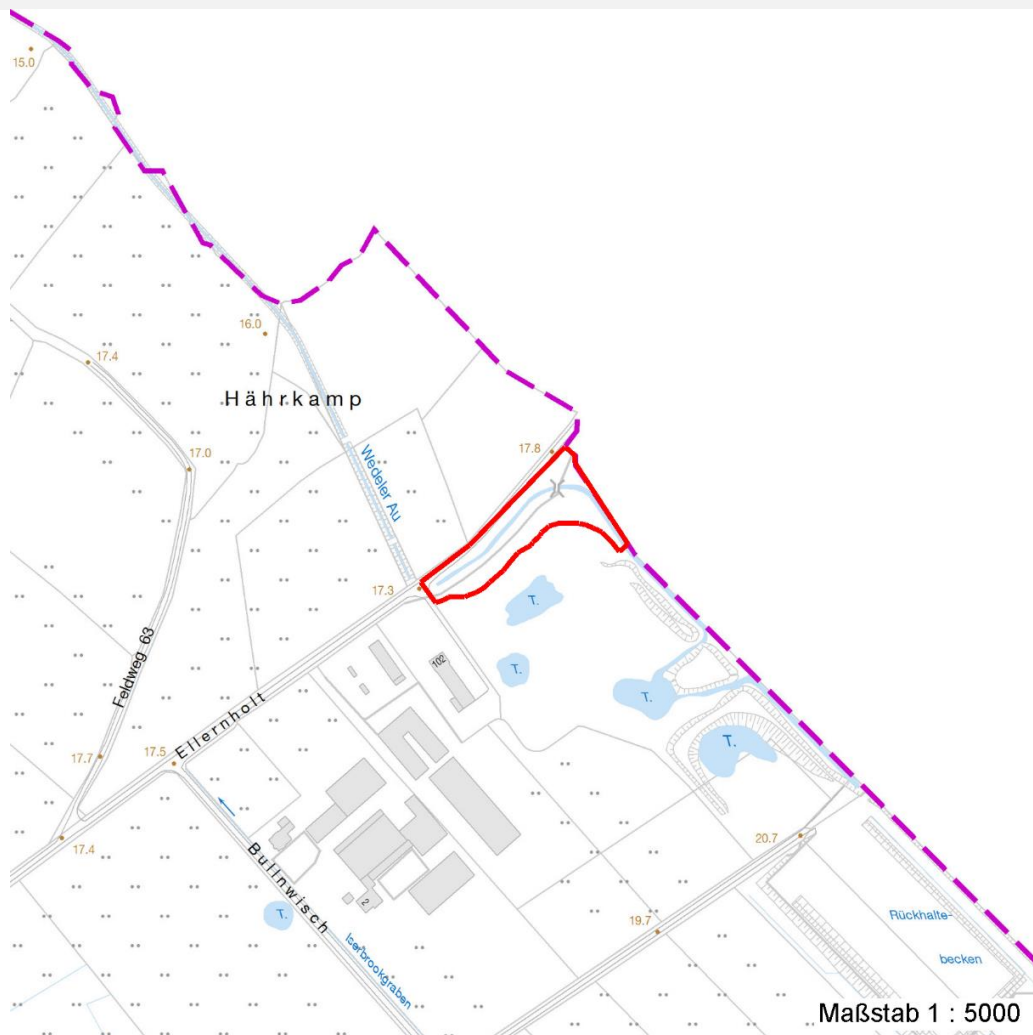 15.0
16.0
17.4
Hährkamp
17.0
17.8
Wedeler Au
17.3
Feldweg 63
102
T.
T.
T.
T.
Ellernholt
17.7
17.5
17.4
20.7
Bullnwisch
2
T.
19.7
Iserbrookgraben
Rückhalte-
becken
Maßstab 1 : 5000